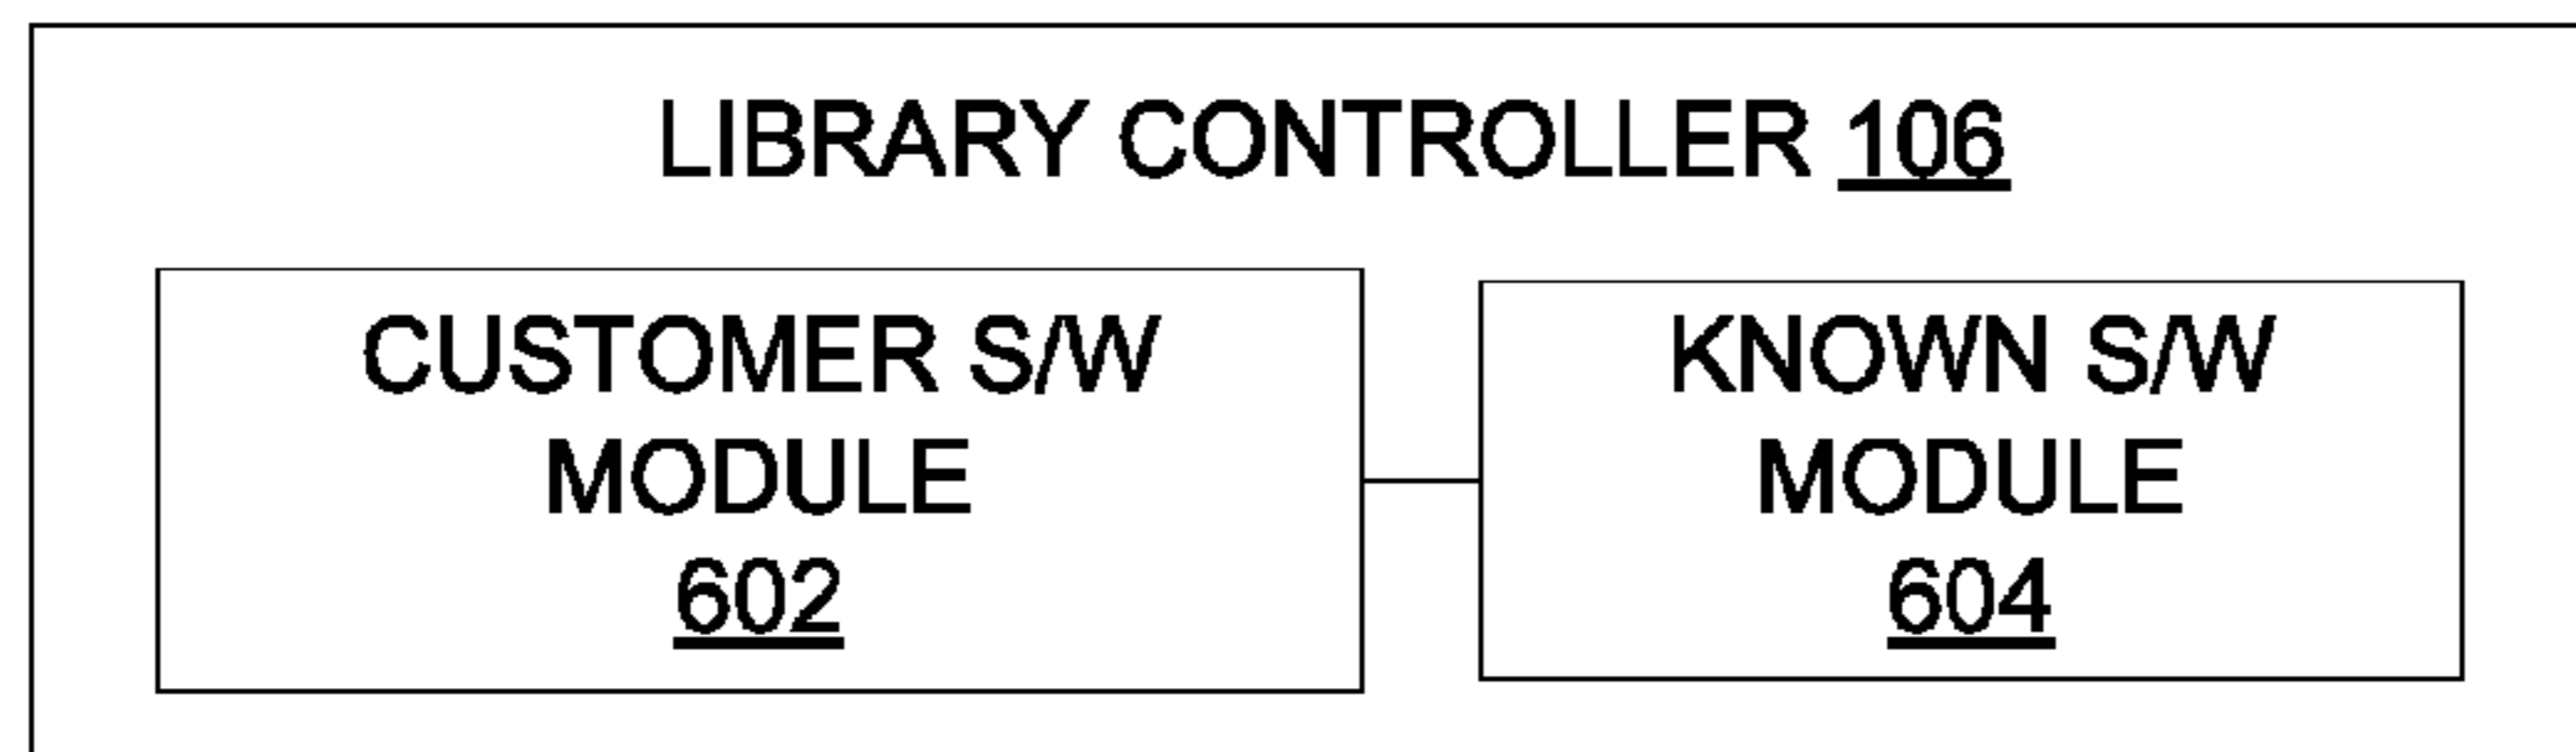 LIBRARY CONTROLLER 106
CUSTOMER S/W
MODULE
602
KNOWN S/W
MODULE
604